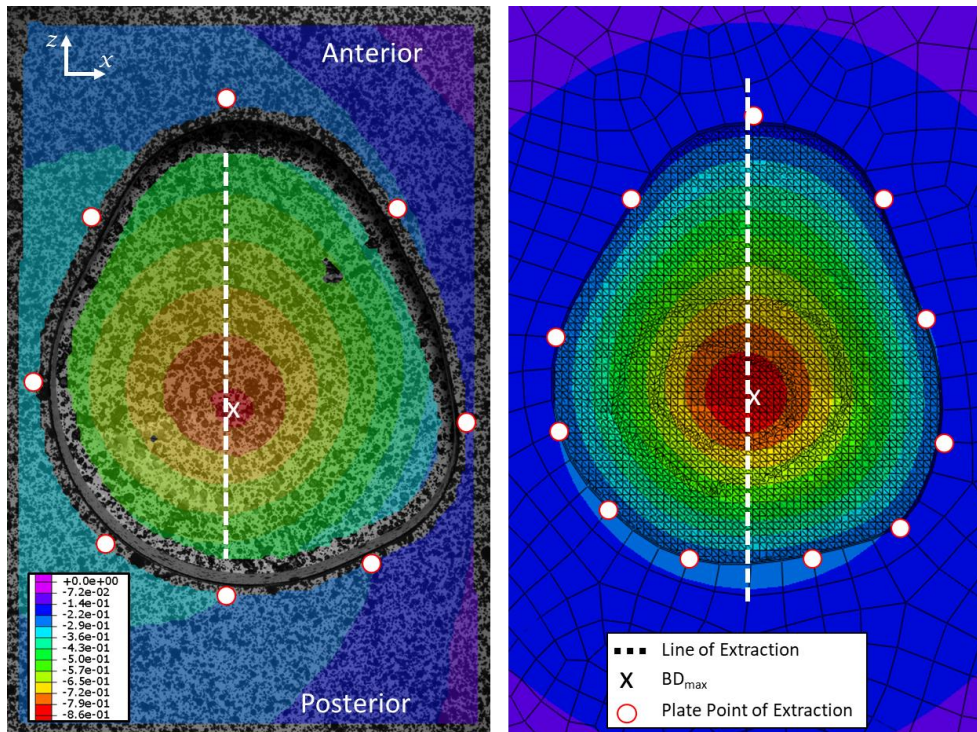 z
x
Anterior
+0.0e+00
-7.2e-02
-1.4e-01
-2.2e-01
-2.9e-01
-3.6e-01
-4.3e-01
-5.0e-01
-5.7e-01
-6.5e-01
-7.2e-01
-7.9e-01
-8.6e-01
Posterior
X
X
Line of Extraction
X BDmax
Plate Point of Extraction